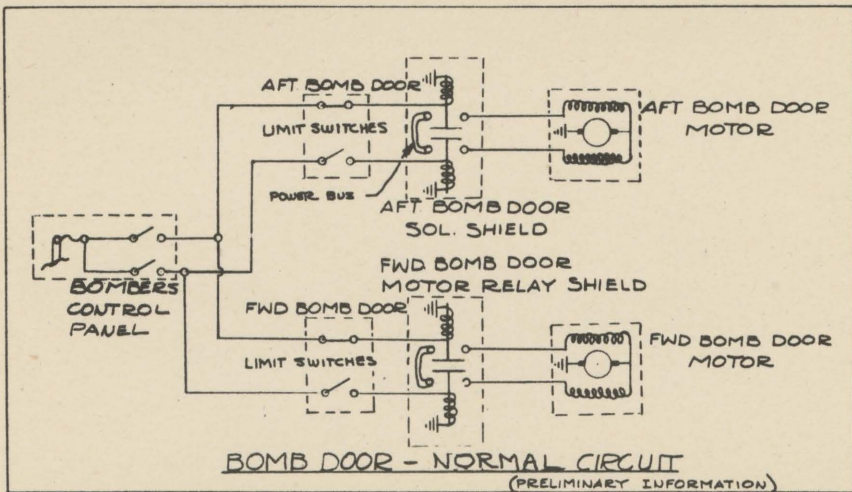 AFT BOMB DOOR
LIMIT SWITCHES
POWER BUS
AFT BOMB DOOR
SOL. SHIELD
AFT BOMB DOOR
MOTOR
BOMBERS
CONTROL
PANEL
FWD. BOMB DOOR
MOTOR RELAY SHIELD
FWD BOMB DOOR
LIMIT SWITCHES
FWD BOMB DOOR
MOTOR
BOMB DOOR - NORMAL CIRCUIT
(PRELIMINARY INFORMATION)